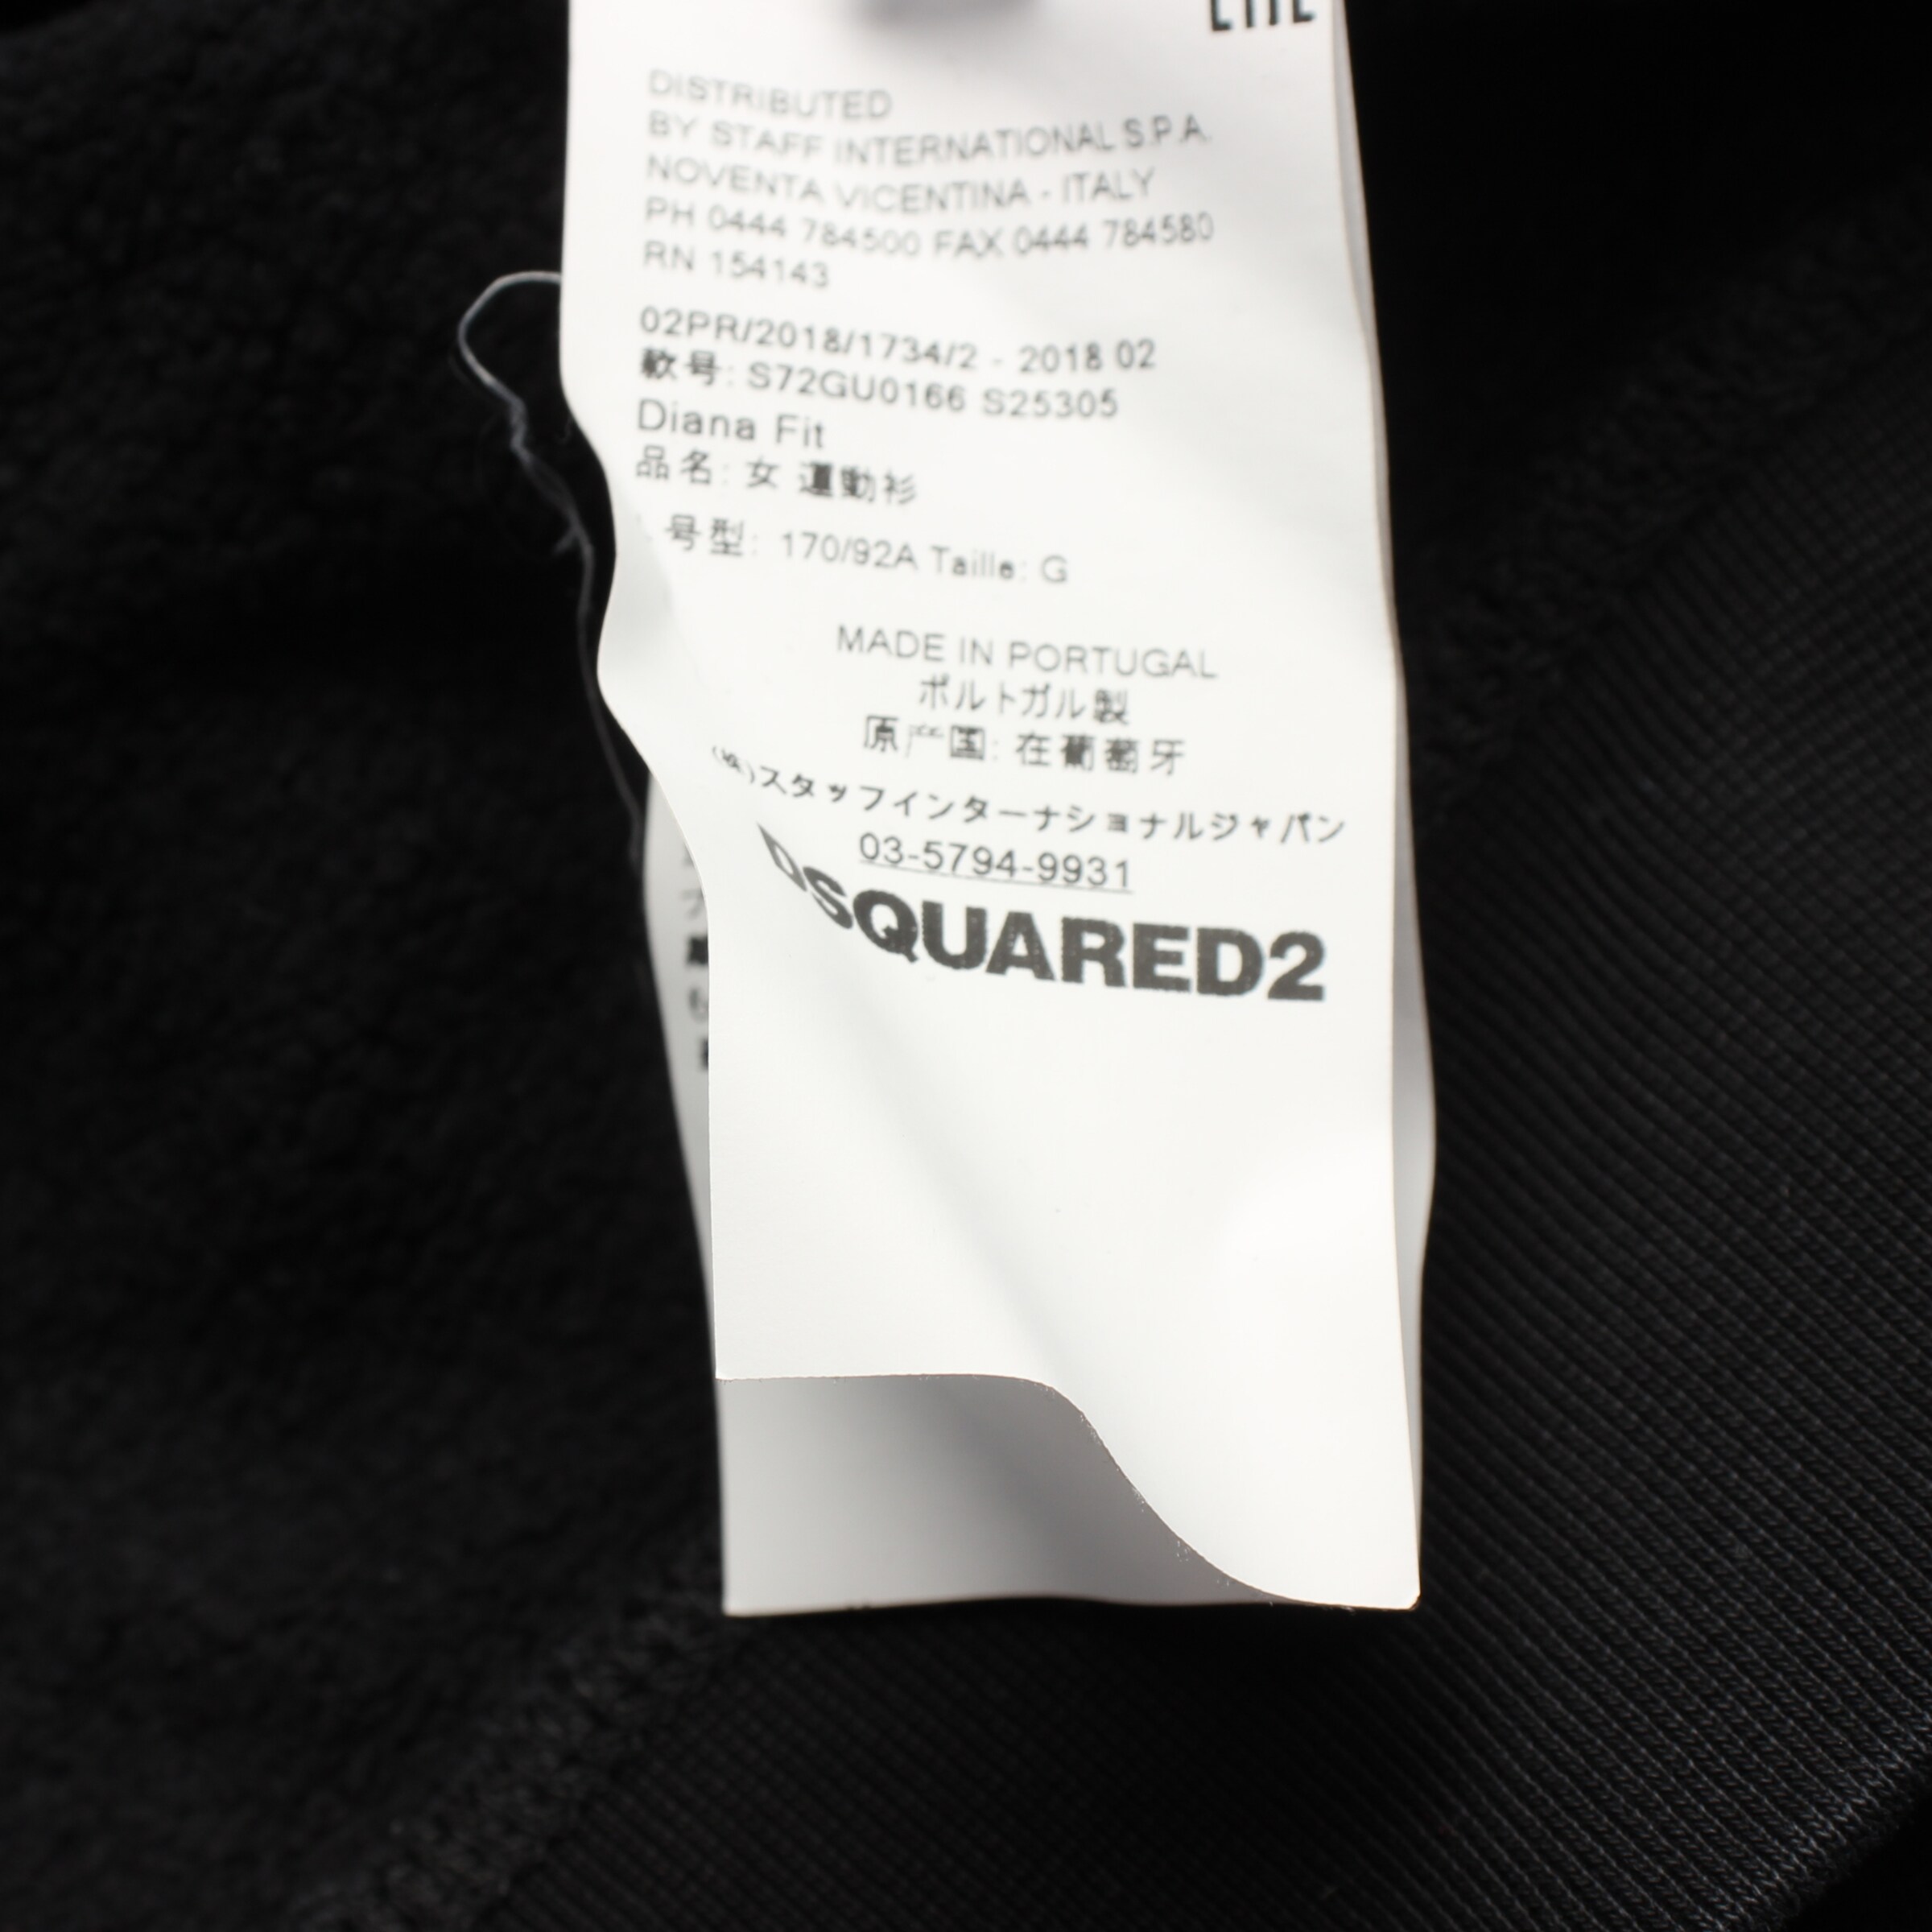 DISTRIBUTED
BY STAFF INTERNATIONAL S.P.A.
NOVENTA VICENTINA - ITALY
PH 0444 784500 FAX 0444 784580
RN 154143
02PR/2018/1734/2 - 2018 02
軟号: S72GU0166 S25305
Diana Fit
品名: 女 運動衫
号型: 170/92A Taille: G
MADE IN PORTUGAL
ポルトガル製
原产国: 在葡萄牙
(株)スタッフインターナショナルジャパン
03-5794-9931
DSQUARED2